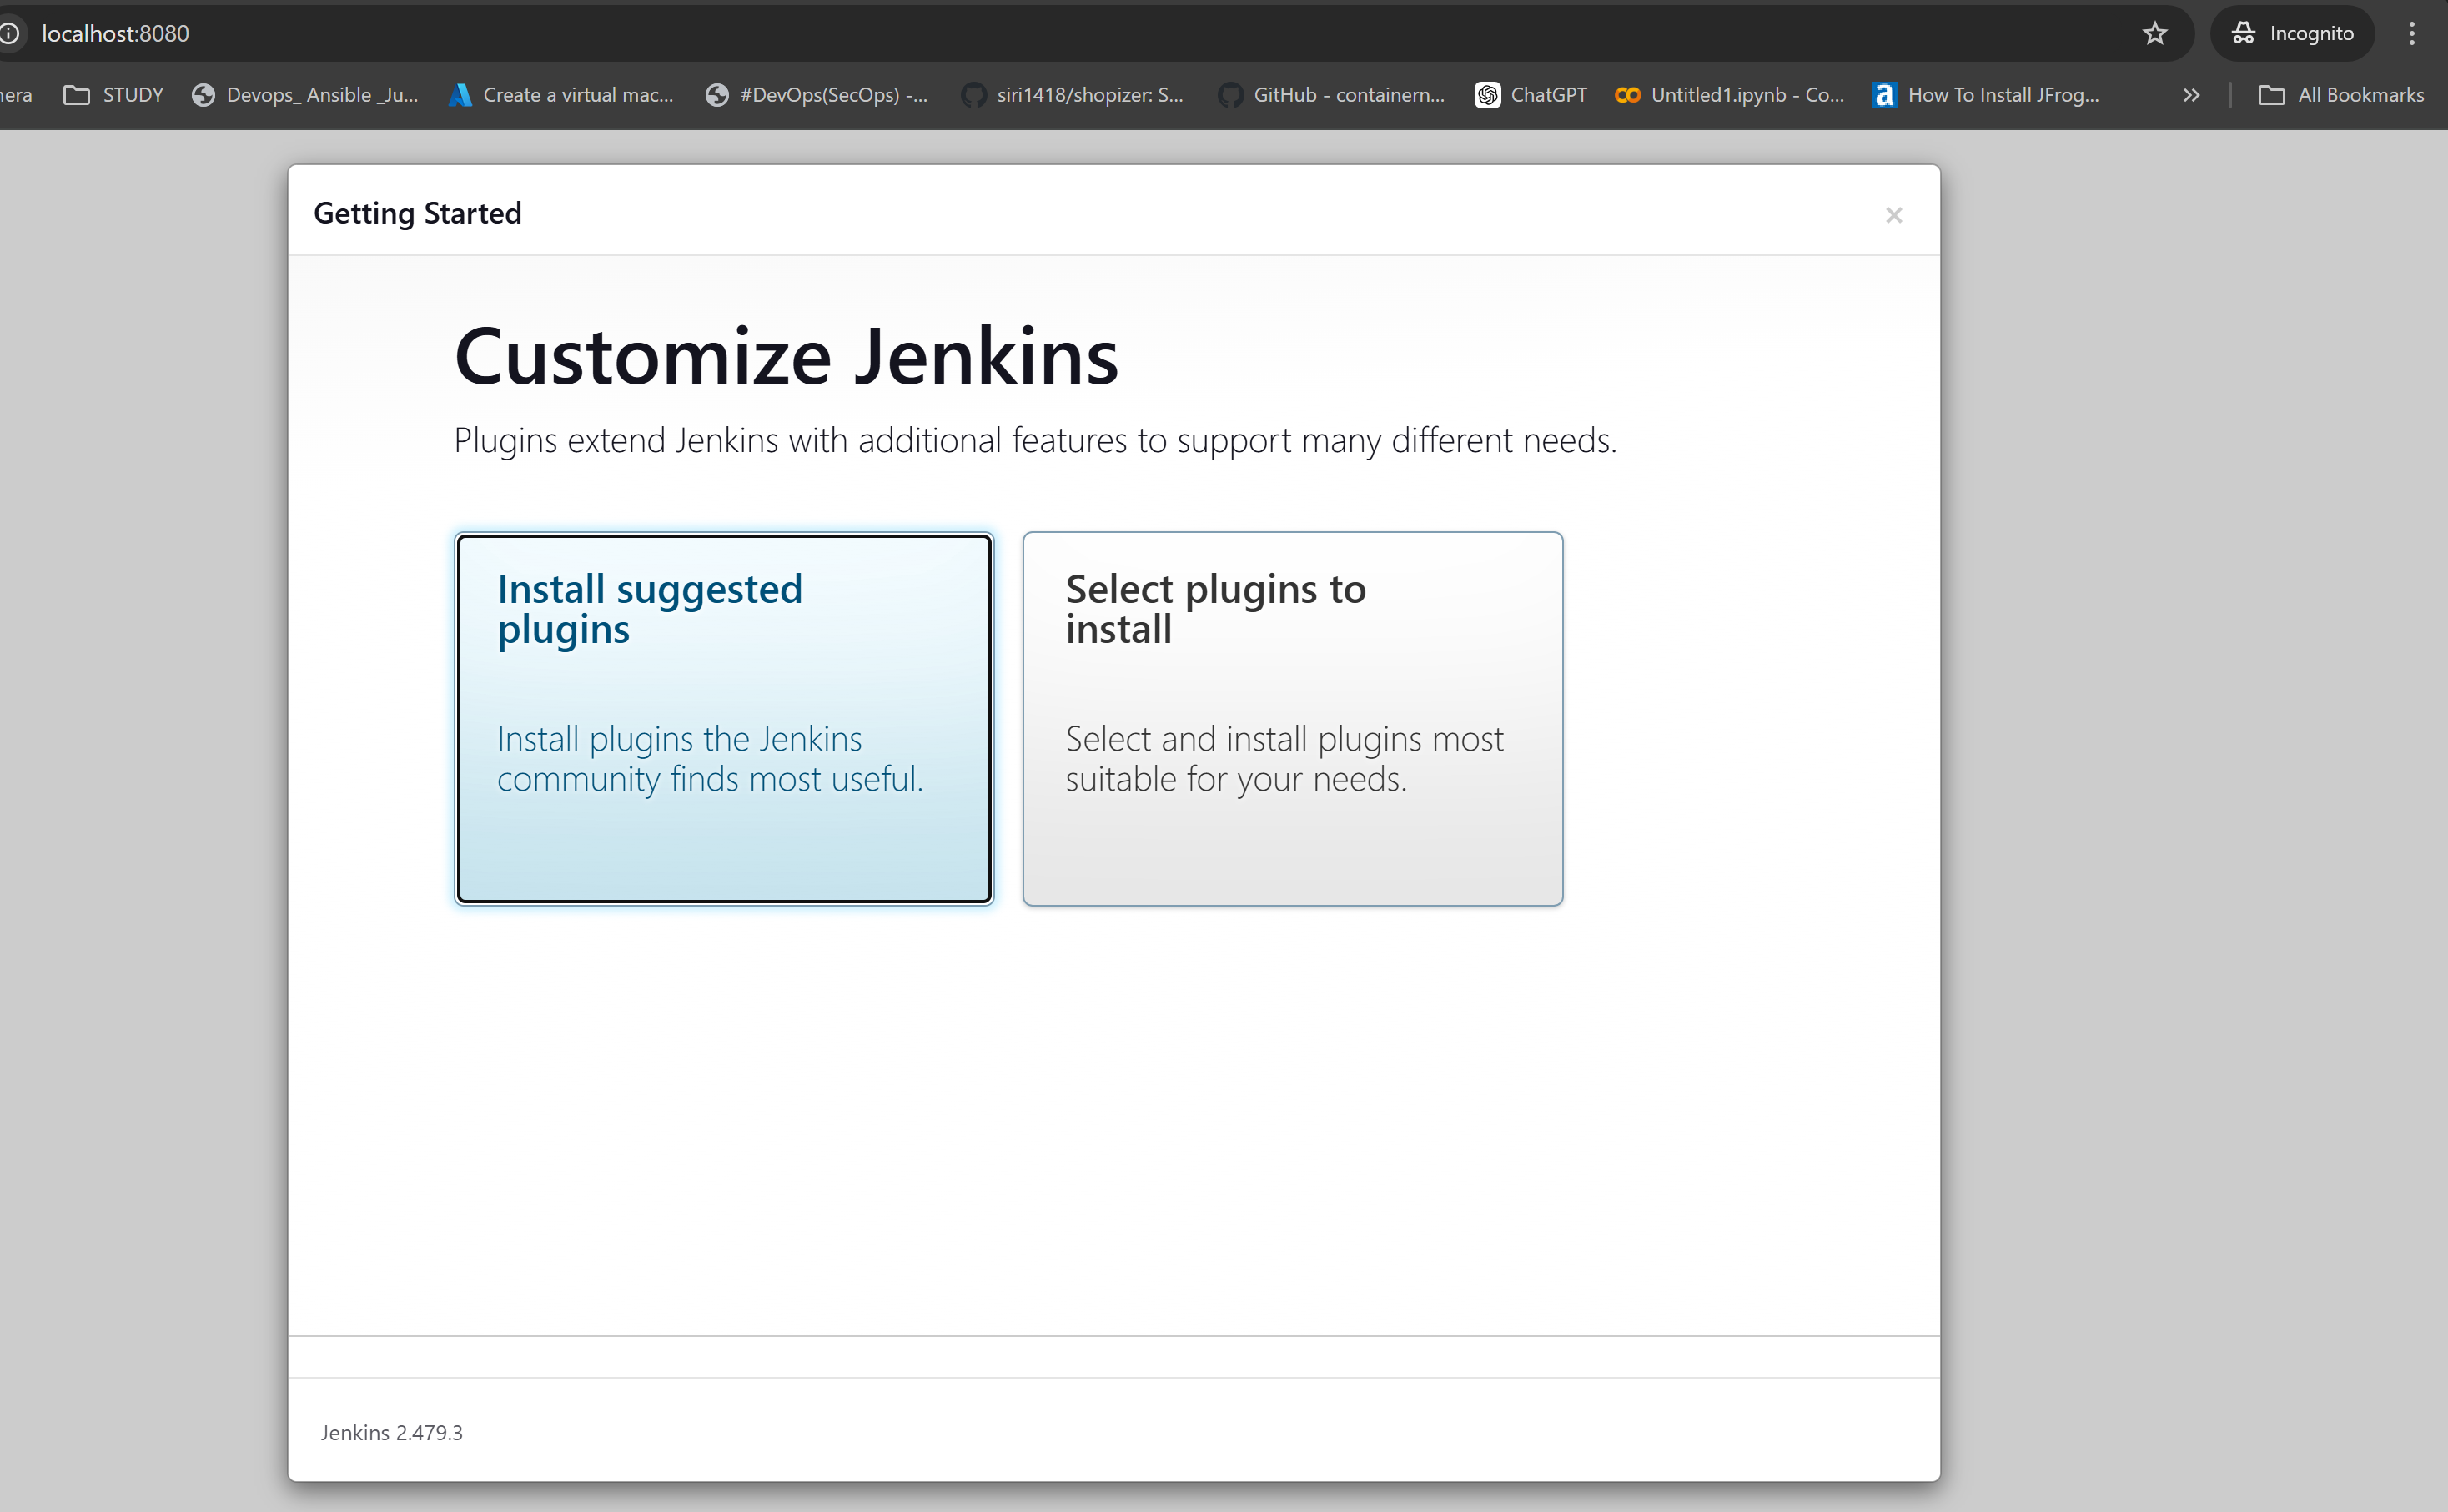 localhost:8080
Incognito
nera
STUDY
Devops_ Ansible _Ju...
Create a virtual mac...
#DevOps(SecOps) -...
siri1418/shopizer: S...
GitHub - containern...
ChatGPT
Untitled1.ipynb - Co...
How To Install JFrog...
All Bookmarks
Getting Started
Customize Jenkins
Plugins extend Jenkins with additional features to support many different needs.
Install suggested
plugins
Install plugins the Jenkins
community finds most useful.
Select plugins to
install
Select and install plugins most
suitable for your needs.
Jenkins 2.479.3